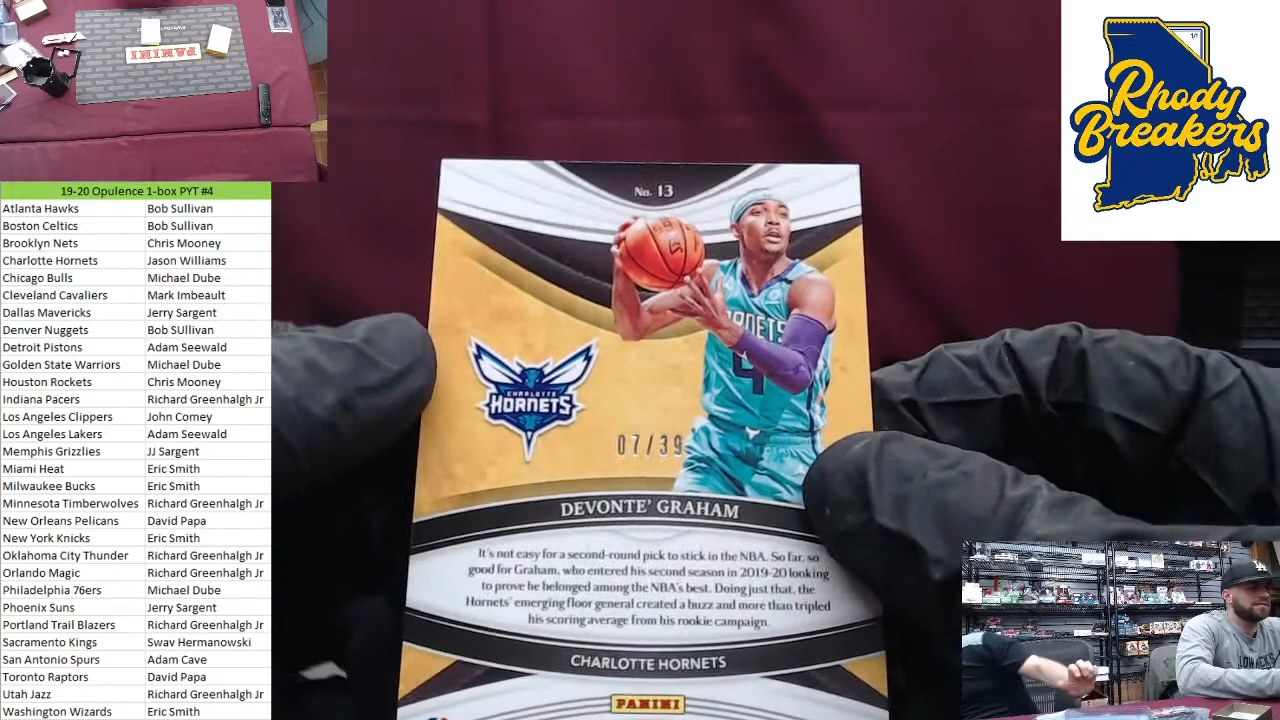 PANINI
Rhody
Breakers
1/1
19-20 Opulence 1-box PYT #4
Atlanta Hawks Bob Sullivan
Boston Celtics Bob Sullivan
Brooklyn Nets Chris Mooney
Charlotte Hornets Jason Williams
Chicago Bulls Michael Dube
Cleveland Cavaliers Mark Imbeault
Dallas Mavericks Jerry Sargent
Denver Nuggets Bob SUllivan
Detroit Pistons Adam Seewald
Golden State Warriors Michael Dube
Houston Rockets Chris Mooney
Indiana Pacers Richard Greenhalgh Jr
Los Angeles Clippers John Comey
Los Angeles Lakers Adam Seewald
Memphis Grizzlies JJ Sargent
Miami Heat Eric Smith
Milwaukee Bucks Eric Smith
Minnesota Timberwolves Richard Greenhalgh Jr
New Orleans Pelicans David Papa
New York Knicks Eric Smith
Oklahoma City Thunder Richard Greenhalgh Jr
Orlando Magic Richard Greenhalgh Jr
Philadelphia 76ers Michael Dube
Phoenix Suns Jerry Sargent
Portland Trail Blazers Richard Greenhalgh Jr
Sacramento Kings Swav Hermanowski
San Antonio Spurs Adam Cave
Toronto Raptors David Papa
Utah Jazz Richard Greenhalgh Jr
Washington Wizards Eric Smith
No. 13
CHARLOTTE
HORNETS
07/39
DEVONTE' GRAHAM
It's not easy for a second-round pick to stick in the NBA. So far, so
good for Graham, who entered his second season in 2019-20 looking
to prove he belonged among the NBA's best. Doing just that, the
Hornets' emerging floor general created a buzz and more than tripled
his scoring average from his rookie campaign.
CHARLOTTE HORNETS
PANINI